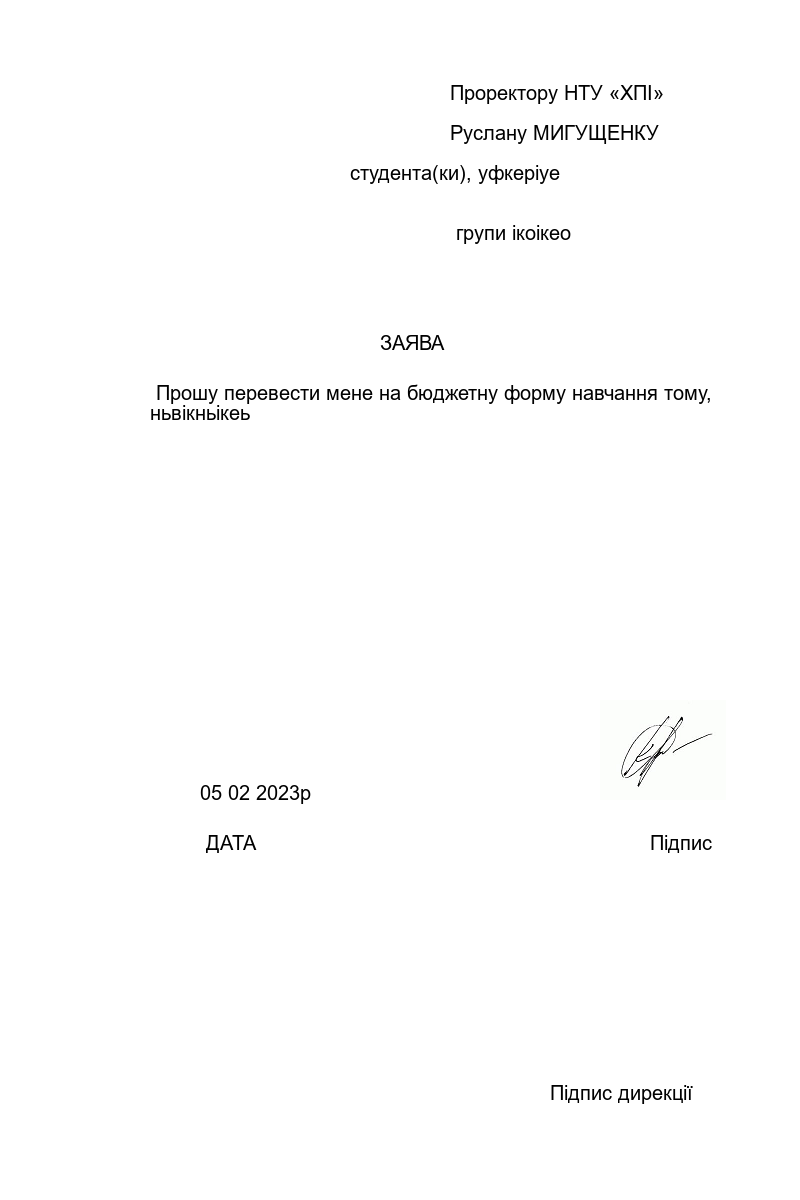 Проректору НТУ «ХПІ»
Руслану МИГУЩЕНКУ
студента(ки), уфкеріуе
групи ікоікео
ЗАЯВА
Прошу перевести мене на бюджетну форму навчання тому,
ньвікньікеь
05 02 2023р
ДАТА
Підпис
Підпис дирекції